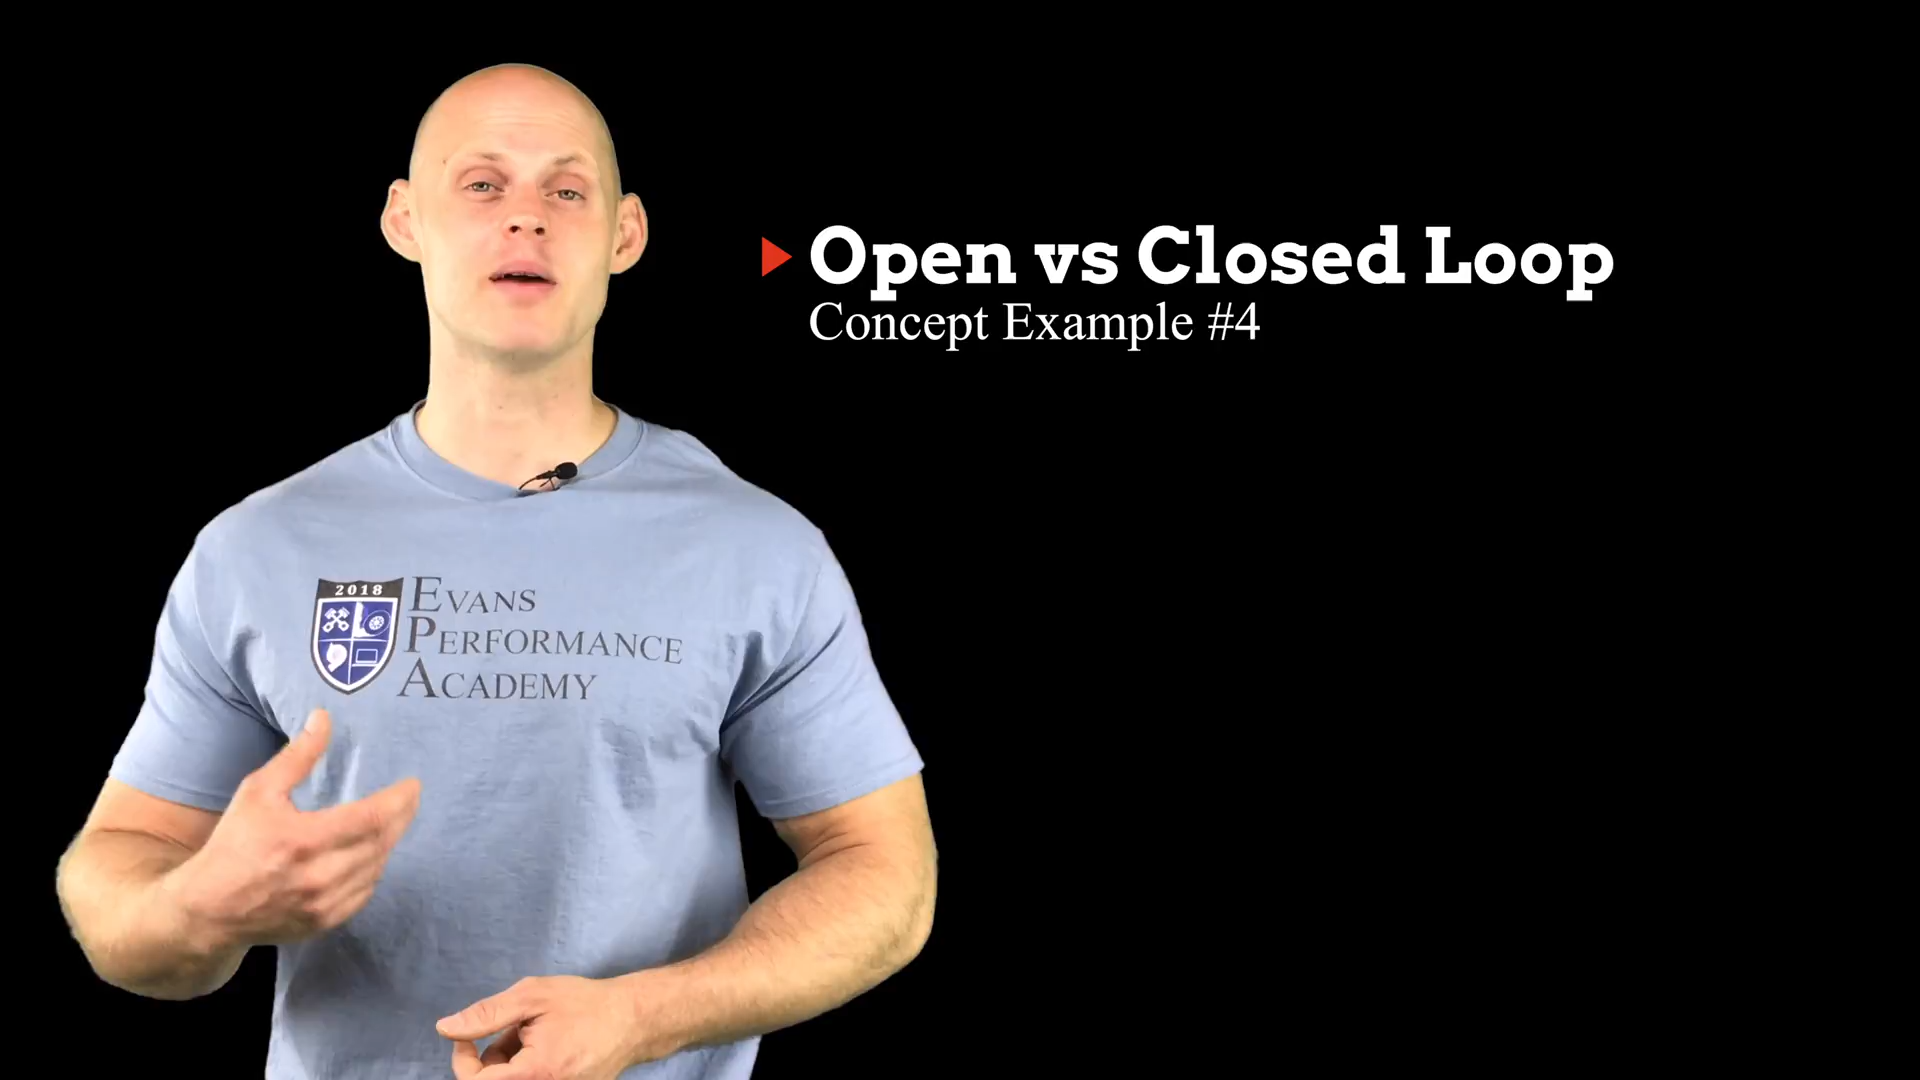 Open vs Closed Loop
Concept Example #4
2018
Evans
Performance
Academy